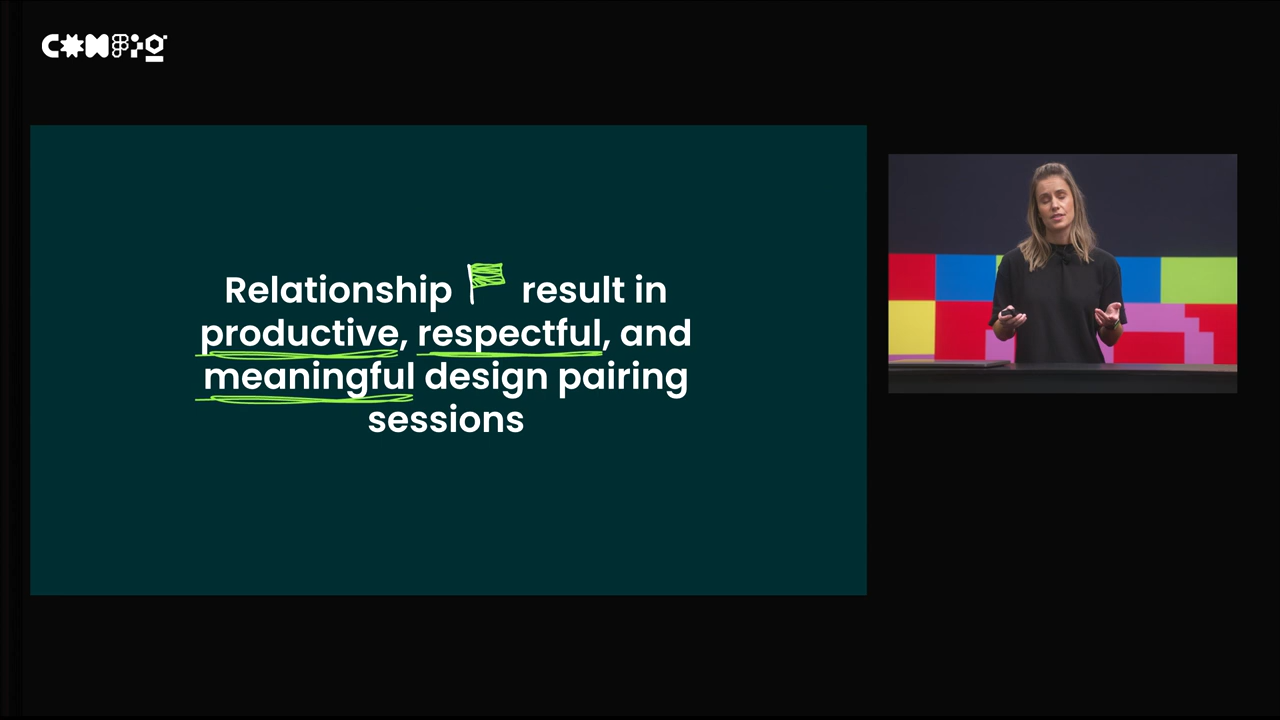 CONFIG
Relationship result in
productive, respectful, and
meaningful design pairing
sessions